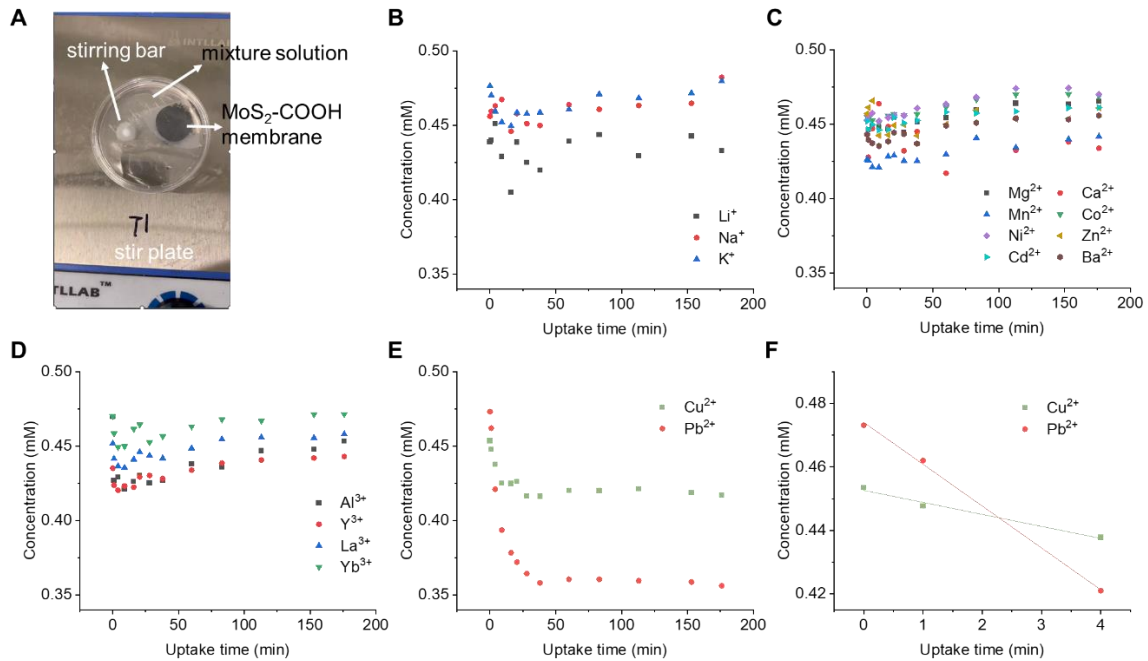 A
INTLLAB
stirring bar
mixture solution
MoS₂-COOH
membrane
T1
stir plate
INTLLAB™
B
Concentration (mM)
0.50
0.45
0.40
0.35
Li⁺
Na⁺
K⁺
0 50 100 150 200
Uptake time (min)
C
Concentration (mM)
0.50
0.45
0.40
0.35
Mg²⁺ Ca²⁺
Mn²⁺ Co²⁺
Ni²⁺ Zn²⁺
Cd²⁺ Ba²⁺
0 50 100 150 200
Uptake time (min)
D
Concentration (mM)
0.50
0.45
0.40
0.35
Al³⁺
Y³⁺
La³⁺
Yb³⁺
0 50 100 150 200
Uptake time (min)
E
Concentration (mM)
0.50
0.45
0.40
0.35
Cu²⁺
Pb²⁺
0 50 100 150 200
Uptake time (min)
F
Concentration (mM)
0.48
0.46
0.44
0.42
Cu²⁺
Pb²⁺
0 1 2 3 4
Uptake time (min)